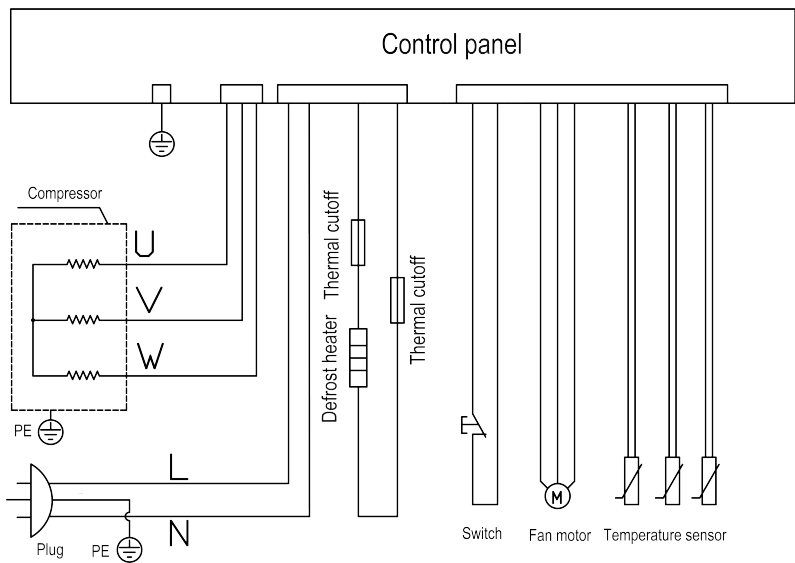 Control panel
Compressor
U
V
W
Thermal cutoff
Defrost heater
Thermal cutoff
PE
L
N
Plug
PE
M
Switch
Fan motor
Temperature sensor